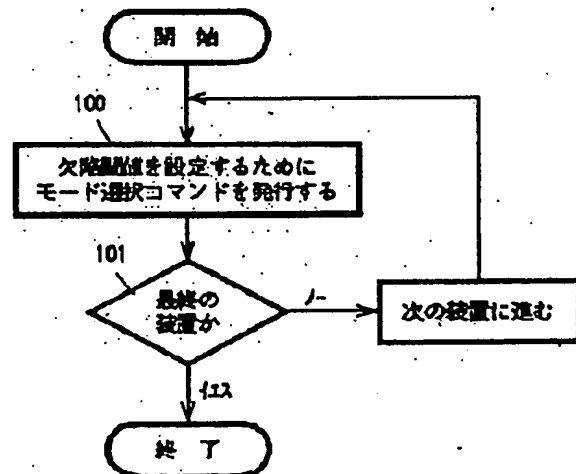 開 始
100
欠陥閾値を設定するために
モード選択コマンドを発行する
101
最終の
装置か
ノー
次の装置に進む
イエス
終 了